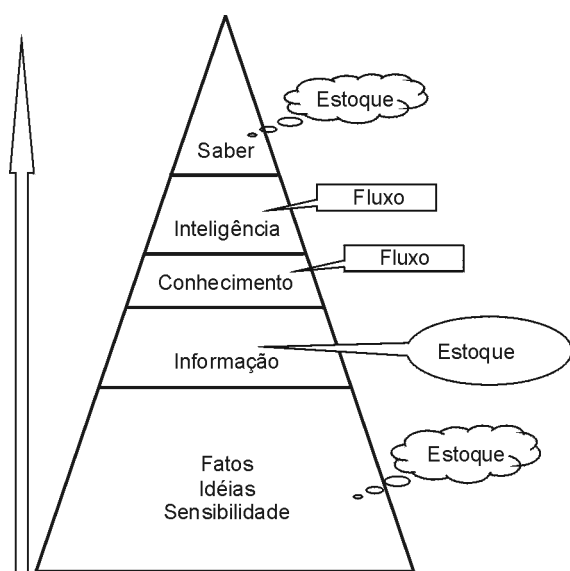 Estoque
Saber
Fluxo
Inteligência
Fluxo
Conhecimento
Estoque
Informação
Estoque
Fatos
Idéias
Sensibilidade